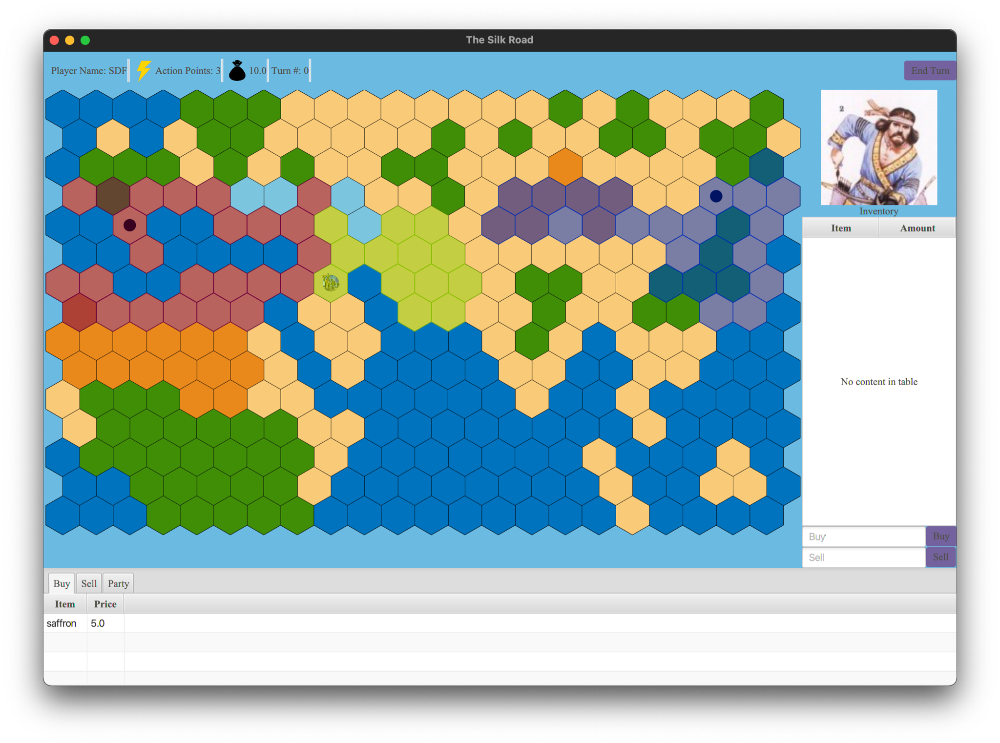 The Silk Road
Player Name: SDF Action Points: 3 10.0 Turn #: 0 End Turn
2
Inventory
Item Amount
No content in table
Buy Buy
Sell Sell
Buy Sell Party
Item Price
saffron 5.0